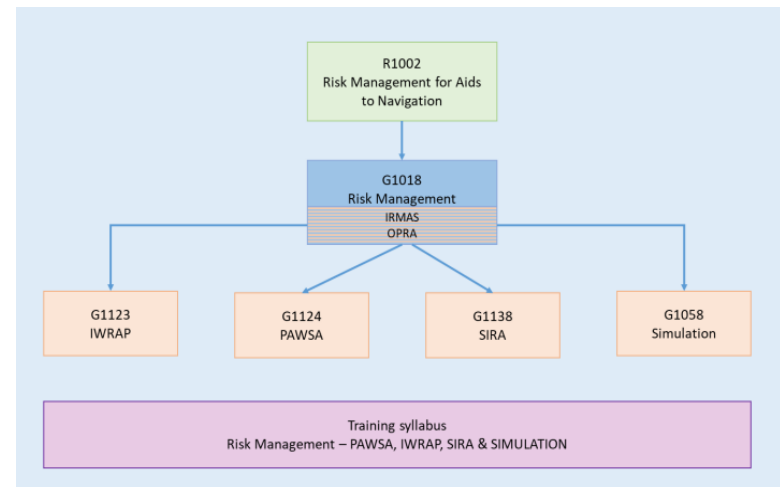 R1002
Risk Management for Aids
to Navigation
G1018
Risk Management
IRMAS
OPRA
G1123
IWRAP
G1124
PAWSA
G1138
SIRA
G1058
Simulation
Training syllabus
Risk Management – PAWSA, IWRAP, SIRA & SIMULATION